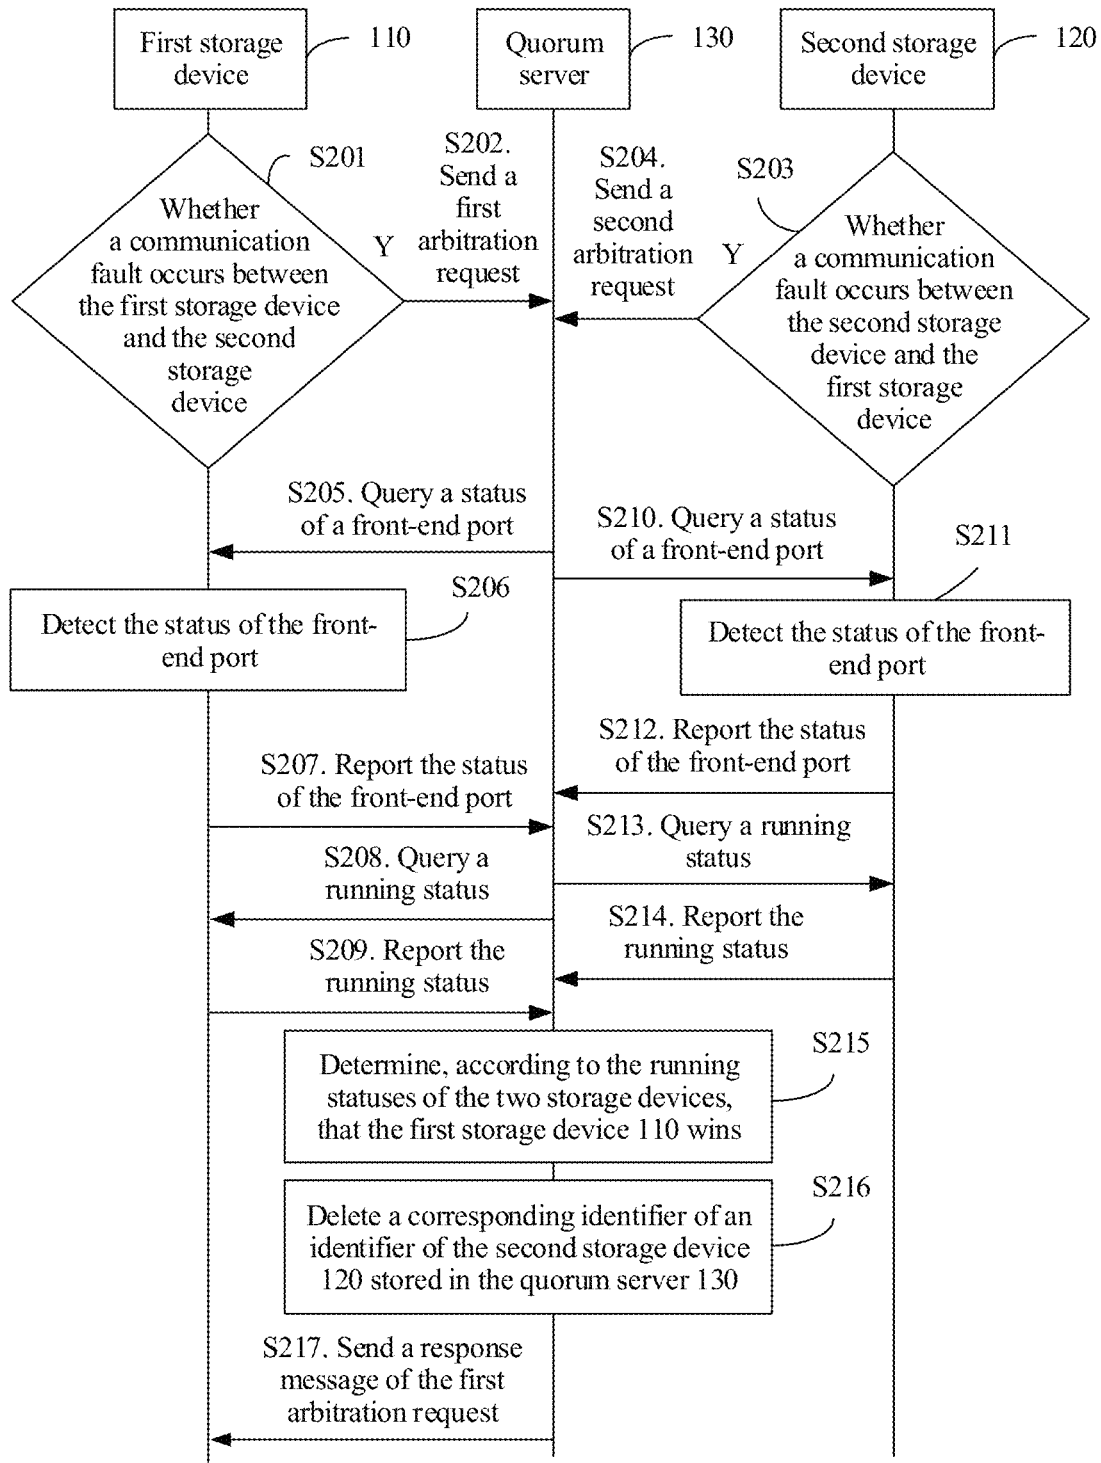 First storage
device
110
Quorum
server
130
Second storage
device
120
S201
Whether
a communication
fault occurs between
the first storage device
and the second
storage
device
Y
S202.
Send a
first
arbitration
request
S204.
Send a
second
arbitration
request
Y
S203
Whether
a communication
fault occurs between
the second storage
device and the
first storage
device
S205. Query a status
of a front-end port
S210. Query a status
of a front-end port
S206
Detect the status of the front-
end port
S211
Detect the status of the front-
end port
S212. Report the status
of the front-end port
S207. Report the status
of the front-end port
S213. Query a running
status
S208. Query a
running status
S214. Report the
running status
S209. Report the
running status
S215
Determine, according to the running
statuses of the two storage devices,
that the first storage device 110 wins
S216
Delete a corresponding identifier of an
identifier of the second storage device
120 stored in the quorum server 130
S217. Send a response
message of the first
arbitration request